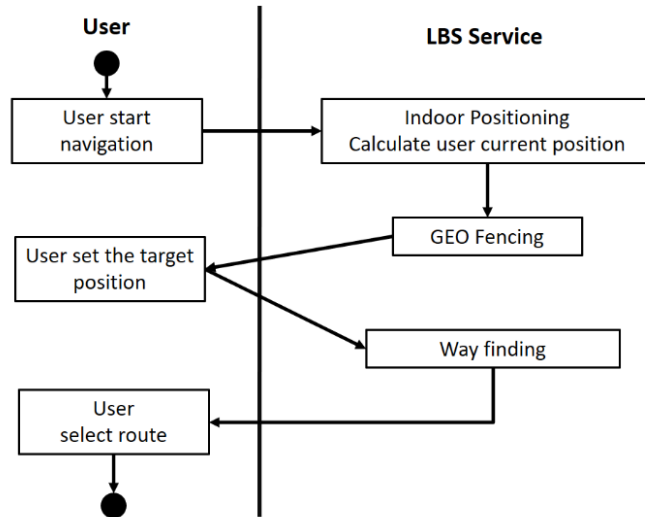 User
LBS Service
User start
navigation
Indoor Positioning
Calculate user current position
GEO Fencing
User set the target
position
Way finding
User
select route